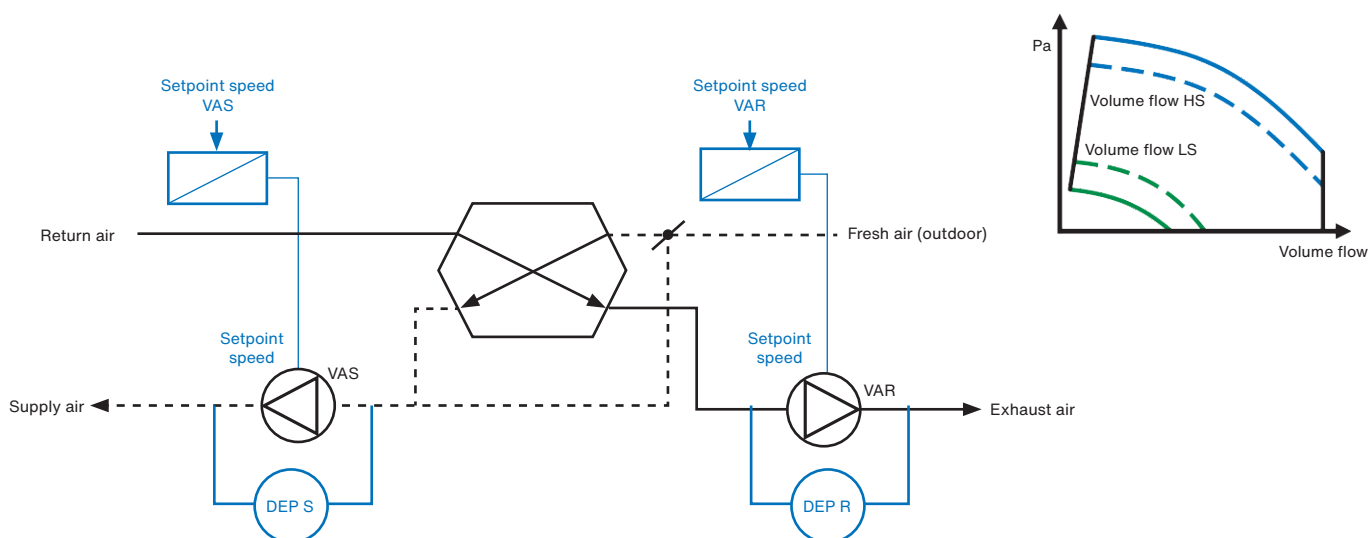 Setpoint speed
VAS
Setpoint speed
VAR
Pa
Volume flow HS
Volume flow LS
Volume flow
Return air
Fresh air (outdoor)
Setpoint
speed
VAS
Setpoint
speed
VAR
Supply air
Exhaust air
DEP S
DEP R